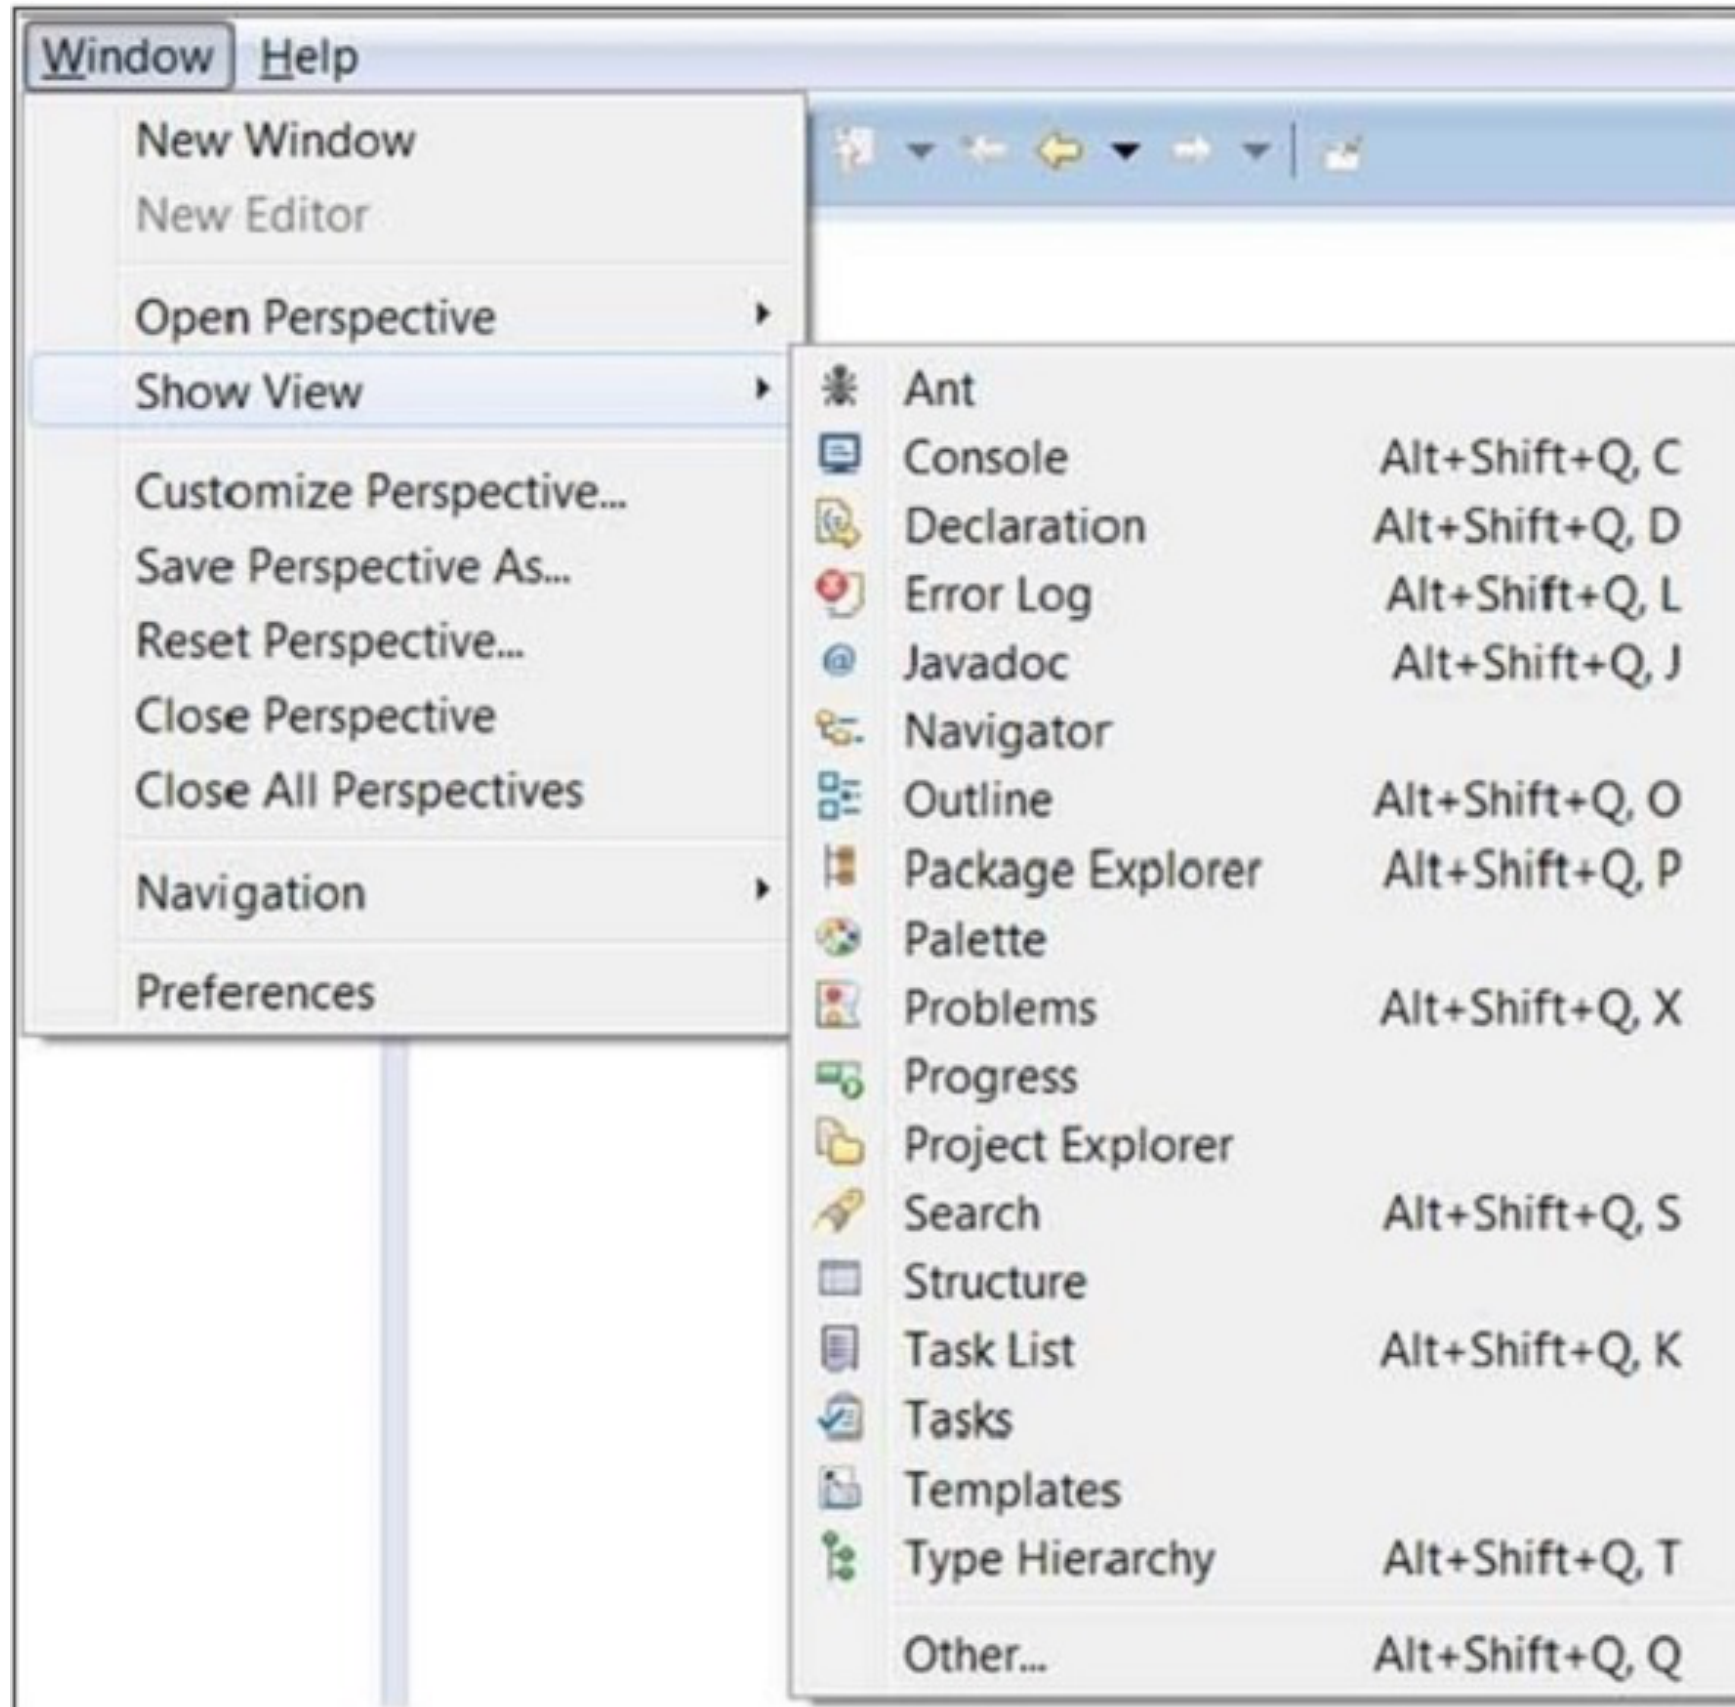 Window Help
New Window
New Editor
Open Perspective
Show View
Customize Perspective...
Save Perspective As...
Reset Perspective...
Close Perspective
Close All Perspectives
Navigation
Preferences
Ant
Console Alt+Shift+Q, C
Declaration Alt+Shift+Q, D
Error Log Alt+Shift+Q, L
Javadoc Alt+Shift+Q, J
Navigator
Outline Alt+Shift+Q, O
Package Explorer Alt+Shift+Q, P
Palette
Problems Alt+Shift+Q, X
Progress
Project Explorer
Search Alt+Shift+Q, S
Structure
Task List Alt+Shift+Q, K
Tasks
Templates
Type Hierarchy Alt+Shift+Q, T
Other... Alt+Shift+Q, Q